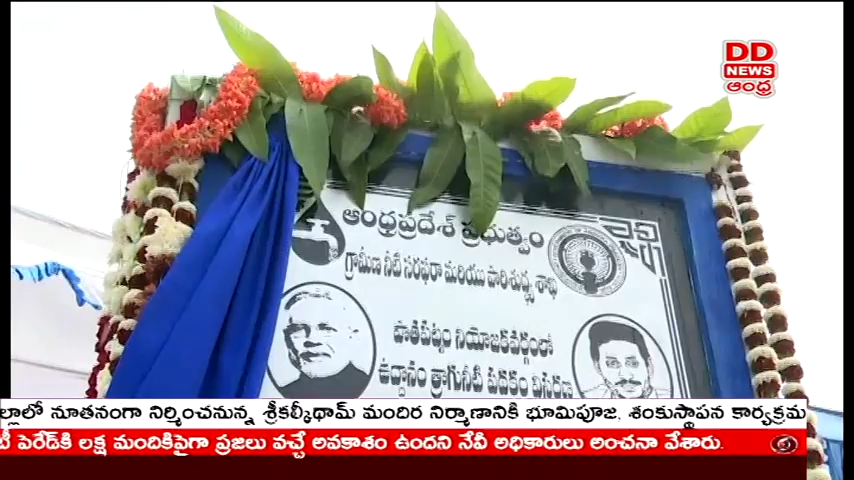 DD
NEWS
ఆంధ్ర
ఆంధ్రప్రదేశ్ ప్రభుత్వం
గ్రామీణ నీటి సరఫరా మరియు పారిశుధ్య శాఖ
పాతపట్నం నియోజకవర్గంలో
ఉద్దానం త్రాగునీటి పథకం విస్తరణ
ల్లాలో నూతనంగా నిర్మించనున్న శ్రీకల్కీధామ్ మందిర నిర్మాణానికి భూమిపూజ, శంకుస్థాపన కార్యక్రమ
టీ పెరేడ్‌కి లక్ష మందికిపైగా ప్రజలు వచ్చే అవకాశం ఉందని నేవీ అధికారులు అంచనా వేశారు.